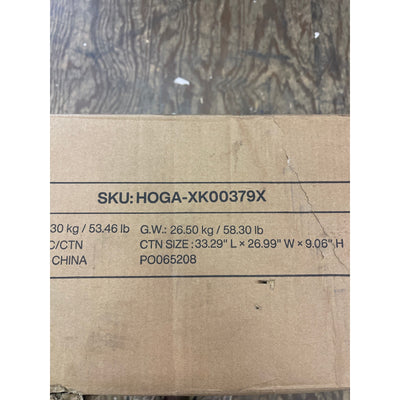 SKU: HOGA-XK00379X
.30 kg / 53.46 lb G.W.: 26.50 kg / 58.30 lb
C/CTN CTN SIZE : 33.29" L × 26.99" W × 9.06" H
CHINA PO065208